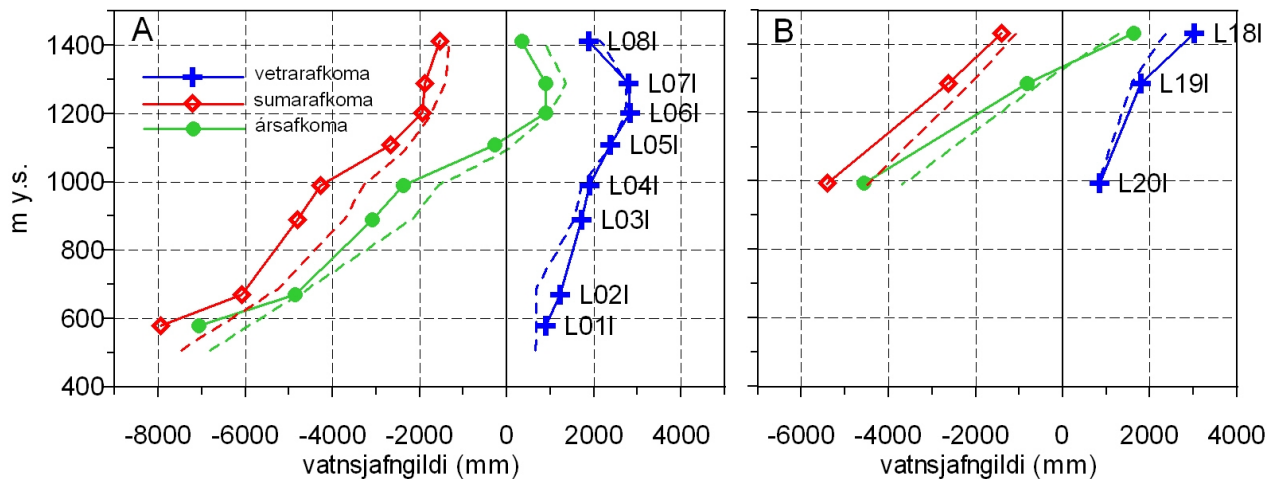 A
B
1400
1200
1000
800
600
400
m y.s.
vetrarafkoma
sumarafkoma
ársafkoma
L08I
L07I
L06I
L05I
L04I
L03I
L02I
L01I
L18I
L19I
L20I
-8000 -6000 -4000 -2000 0 2000 4000
-6000 -4000 -2000 0 2000 4000
vatnsjafngildi (mm)
vatnsjafngildi (mm)